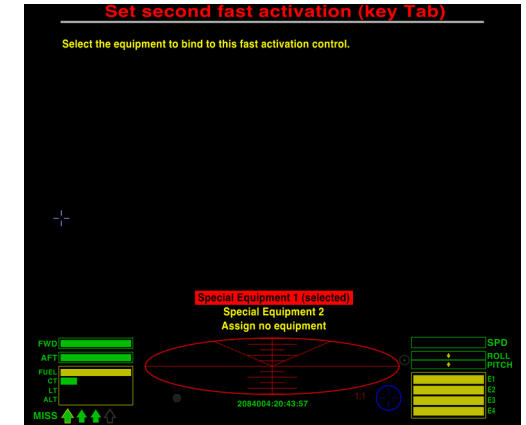 Set second fast activation (key Tab)
Select the equipment to bind to this fast activation control.
Special Equipment 1 (selected)
Special Equipment 2
Assign no equipment
FWD
AFT
FUEL
CT
LT
ALT
MISS
2084004:20:43:57
1:1
SPD
ROLL
PITCH
E1
E2
E3
E4